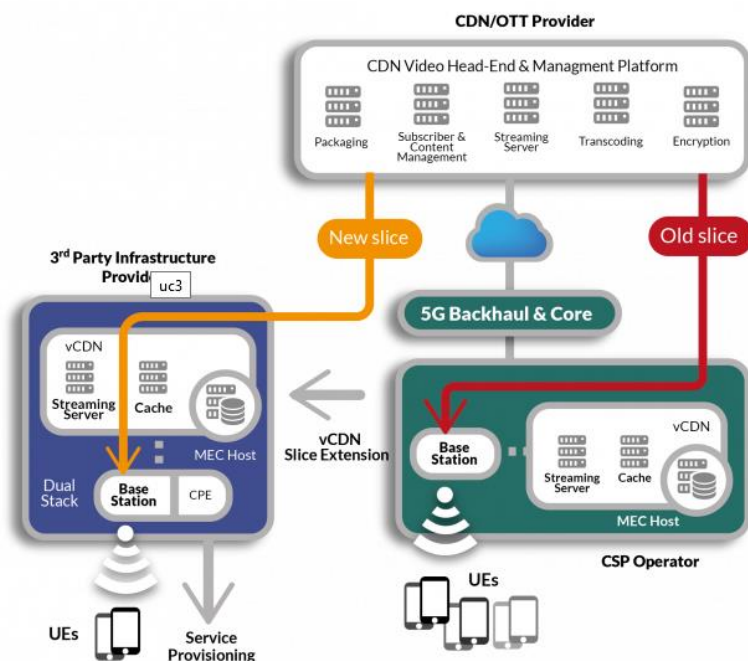 CDN/OTT Provider
CDN Video Head-End & Managment Platform
Packaging
Subscriber &
Content
Management
Streaming
Server
Transcoding
Encryption
New slice
Old slice
3rd Party Infrastructure
uc3
5G Backhaul & Core
vCDN
Streaming
Server
Cache
MEC Host
Dual
Stack
Base
Station
CPE
vCDN
Slice Extension
Base
Station
vCDN
Streaming
Server
Cache
MEC Host
CSP Operator
UEs
Service
Provisioning
UEs